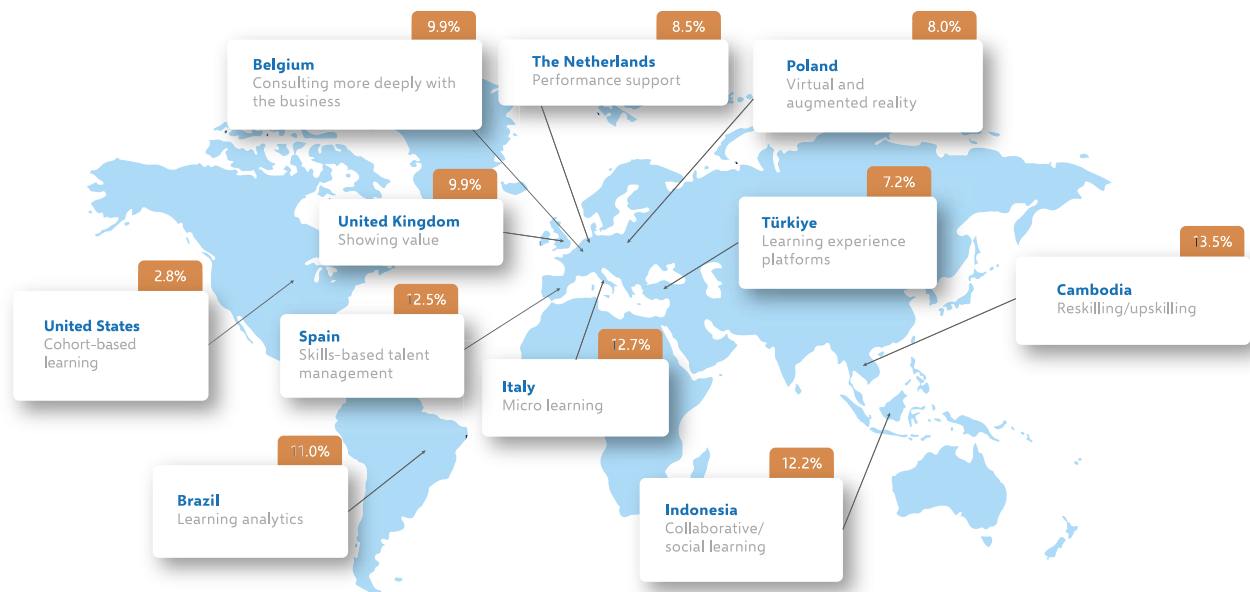 9.9%
Belgium
Consulting more deeply with
the business
8.5%
The Netherlands
Performance support
8.0%
Poland
Virtual and
augmented reality
9.9%
United Kingdom
Showing value
7.2%
Türkiye
Learning experience
platforms
13.5%
Cambodia
Reskilling/upskilling
2.8%
United States
Cohort-based
learning
12.5%
Spain
Skills-based talent
management
12.7%
Italy
Micro learning
11.0%
Brazil
Learning analytics
12.2%
Indonesia
Collaborative/
social learning